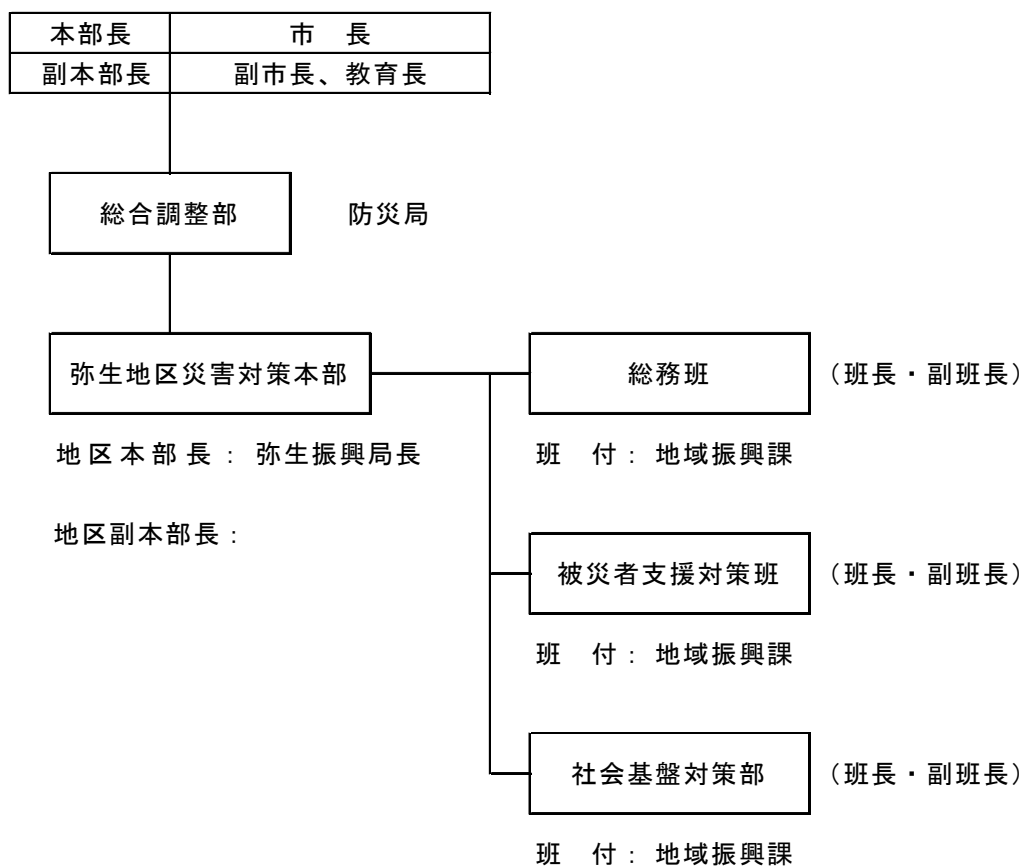 本部長 市　長
副本部長 副市長、教育長
総合調整部 防災局
弥生地区災害対策本部 総務班 （班長・副班長）
地区本部長： 弥生振興局長 班　付： 地域振興課
地区副本部長：
被災者支援対策班 （班長・副班長）
班　付： 地域振興課
社会基盤対策部 （班長・副班長）
班　付： 地域振興課